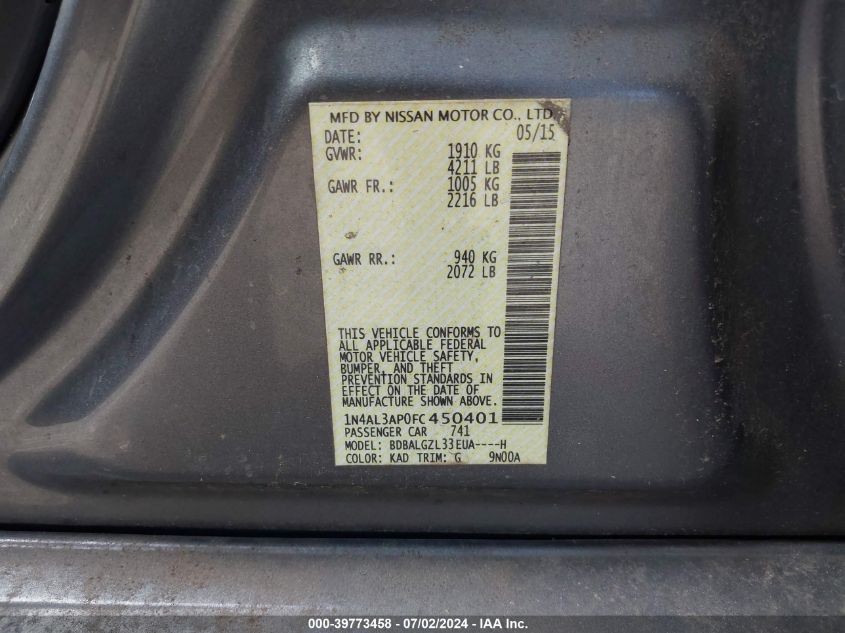 MFD BY NISSAN MOTOR CO., LTD
DATE: 05/15
GVWR: 1910 KG
4211 LB
GAWR FR.: 1005 KG
2216 LB
GAWR RR.: 940 KG
2072 LB
THIS VEHICLE CONFORMS TO
ALL APPLICABLE FEDERAL
MOTOR VEHICLE SAFETY,
BUMPER, AND THEFT
PREVENTION STANDARDS IN
EFFECT ON THE DATE OF
MANUFACTURE SHOWN ABOVE.
1N4AL3AP0FC450401
PASSENGER CAR 741
MODEL: BDBALGZL33EUA----H
COLOR: KAD TRIM: G 9N00A
000-39773458 - 07/02/2024 - IAA, Inc.